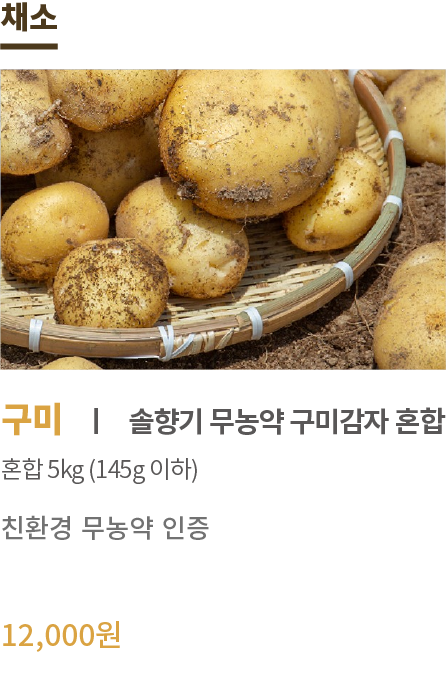 채소
구미 | 솔향기 무농약 구미감자 혼합
혼합 5kg (145g 이하)
친환경 무농약 인증
12,000원